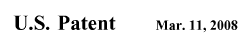 U.S. Patent Mar. 11, 2008